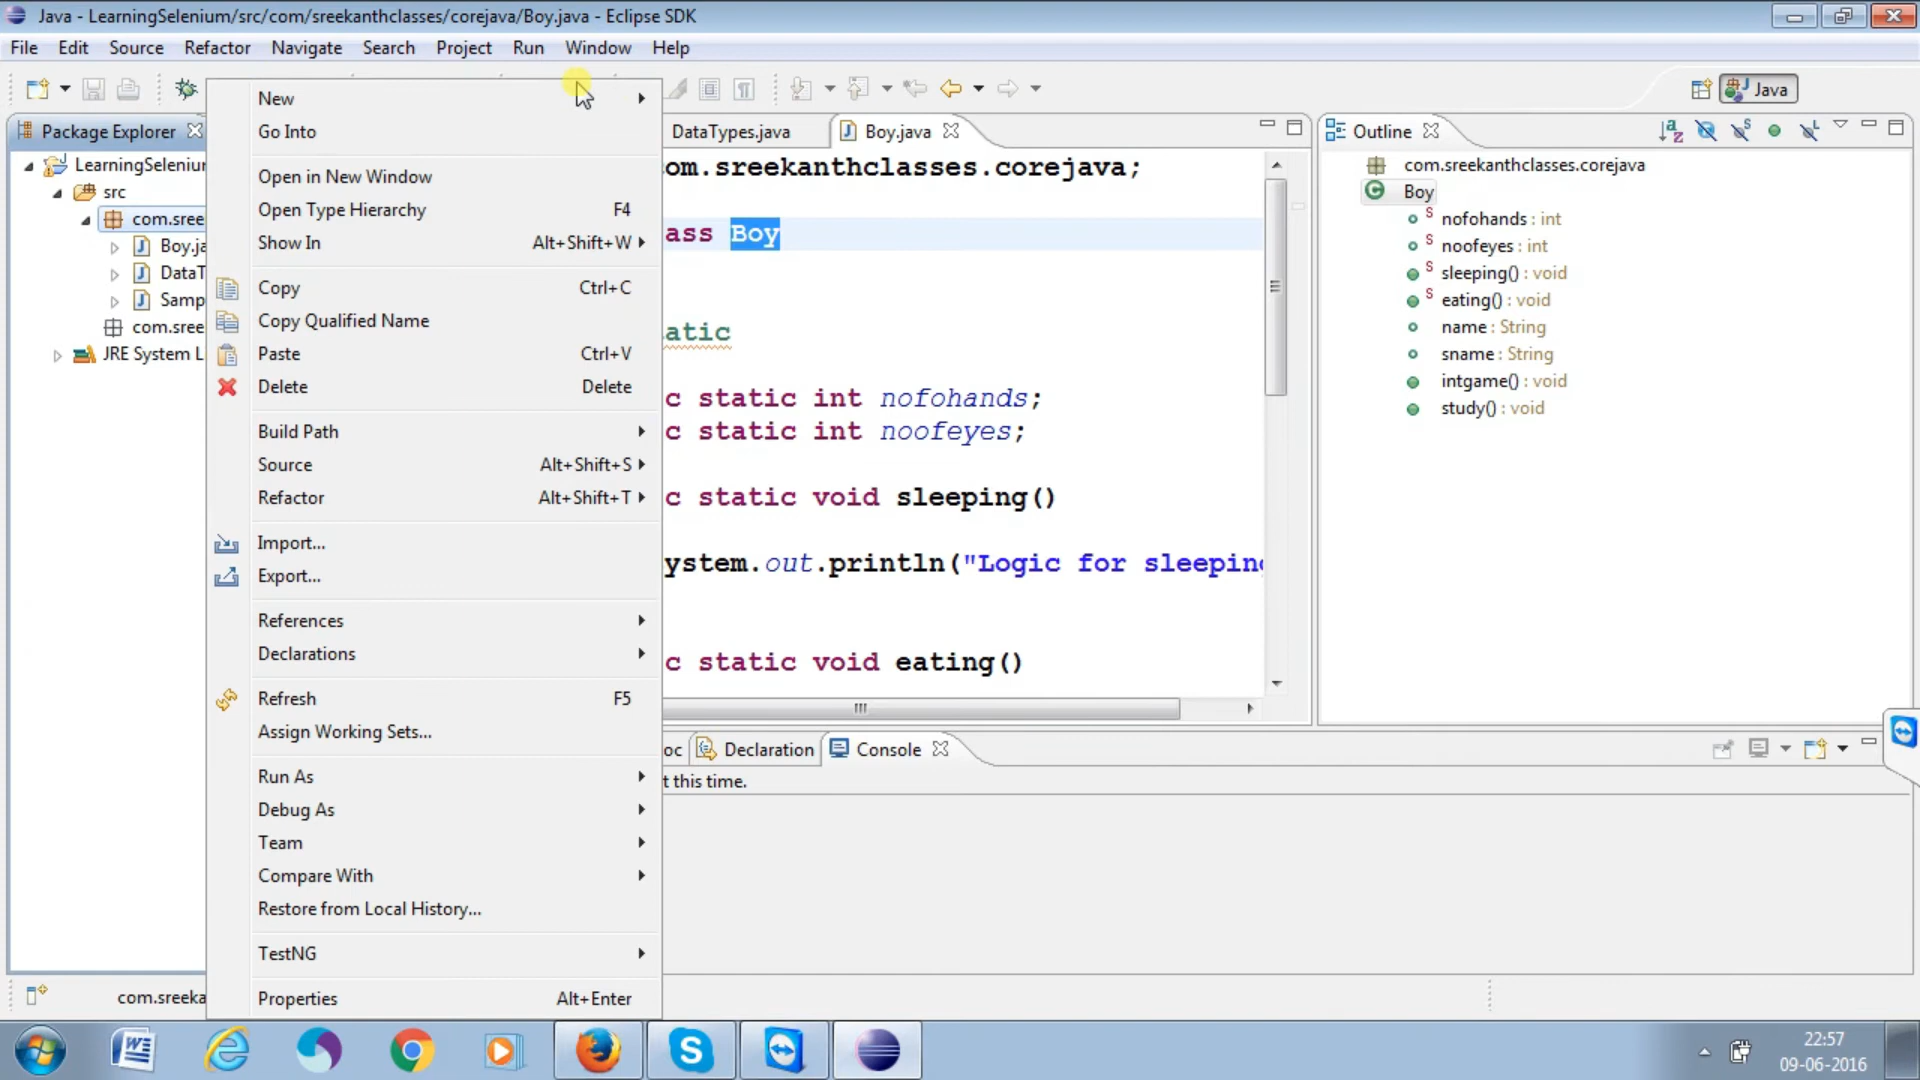 Java - LearningSelenium/src/com/sreekanthclasses/corejava/Boy.java - Eclipse SDK
File Edit Source Refactor Navigate Search Project Run Window Help
Java
Package Explorer
LearningSelenium
src
com.sree
Boy.ja
DataT
Samp
com.sree
JRE System L
New
Go Into
Open in New Window
Open Type Hierarchy F4
Show In Alt+Shift+W
Copy Ctrl+C
Copy Qualified Name
Paste Ctrl+V
Delete Delete
Build Path
Source Alt+Shift+S
Refactor Alt+Shift+T
Import...
Export...
References
Declarations
Refresh F5
Assign Working Sets...
Run As
Debug As
Team
Compare With
Restore from Local History...
TestNG
Properties Alt+Enter
DataTypes.java Boy.java
om.sreekanthclasses.corejava;
ass Boy
atic
c static int nofohands;
c static int noofeyes;
c static void sleeping()
ystem.out.println("Logic for sleeping
c static void eating()
Outline
com.sreekanthclasses.corejava
Boy
nofohands : int
noofeyes : int
sleeping() : void
eating() : void
name : String
sname : String
intgame() : void
study() : void
oc Declaration Console
t this time.
com.sreeka
22:57
09-06-2016